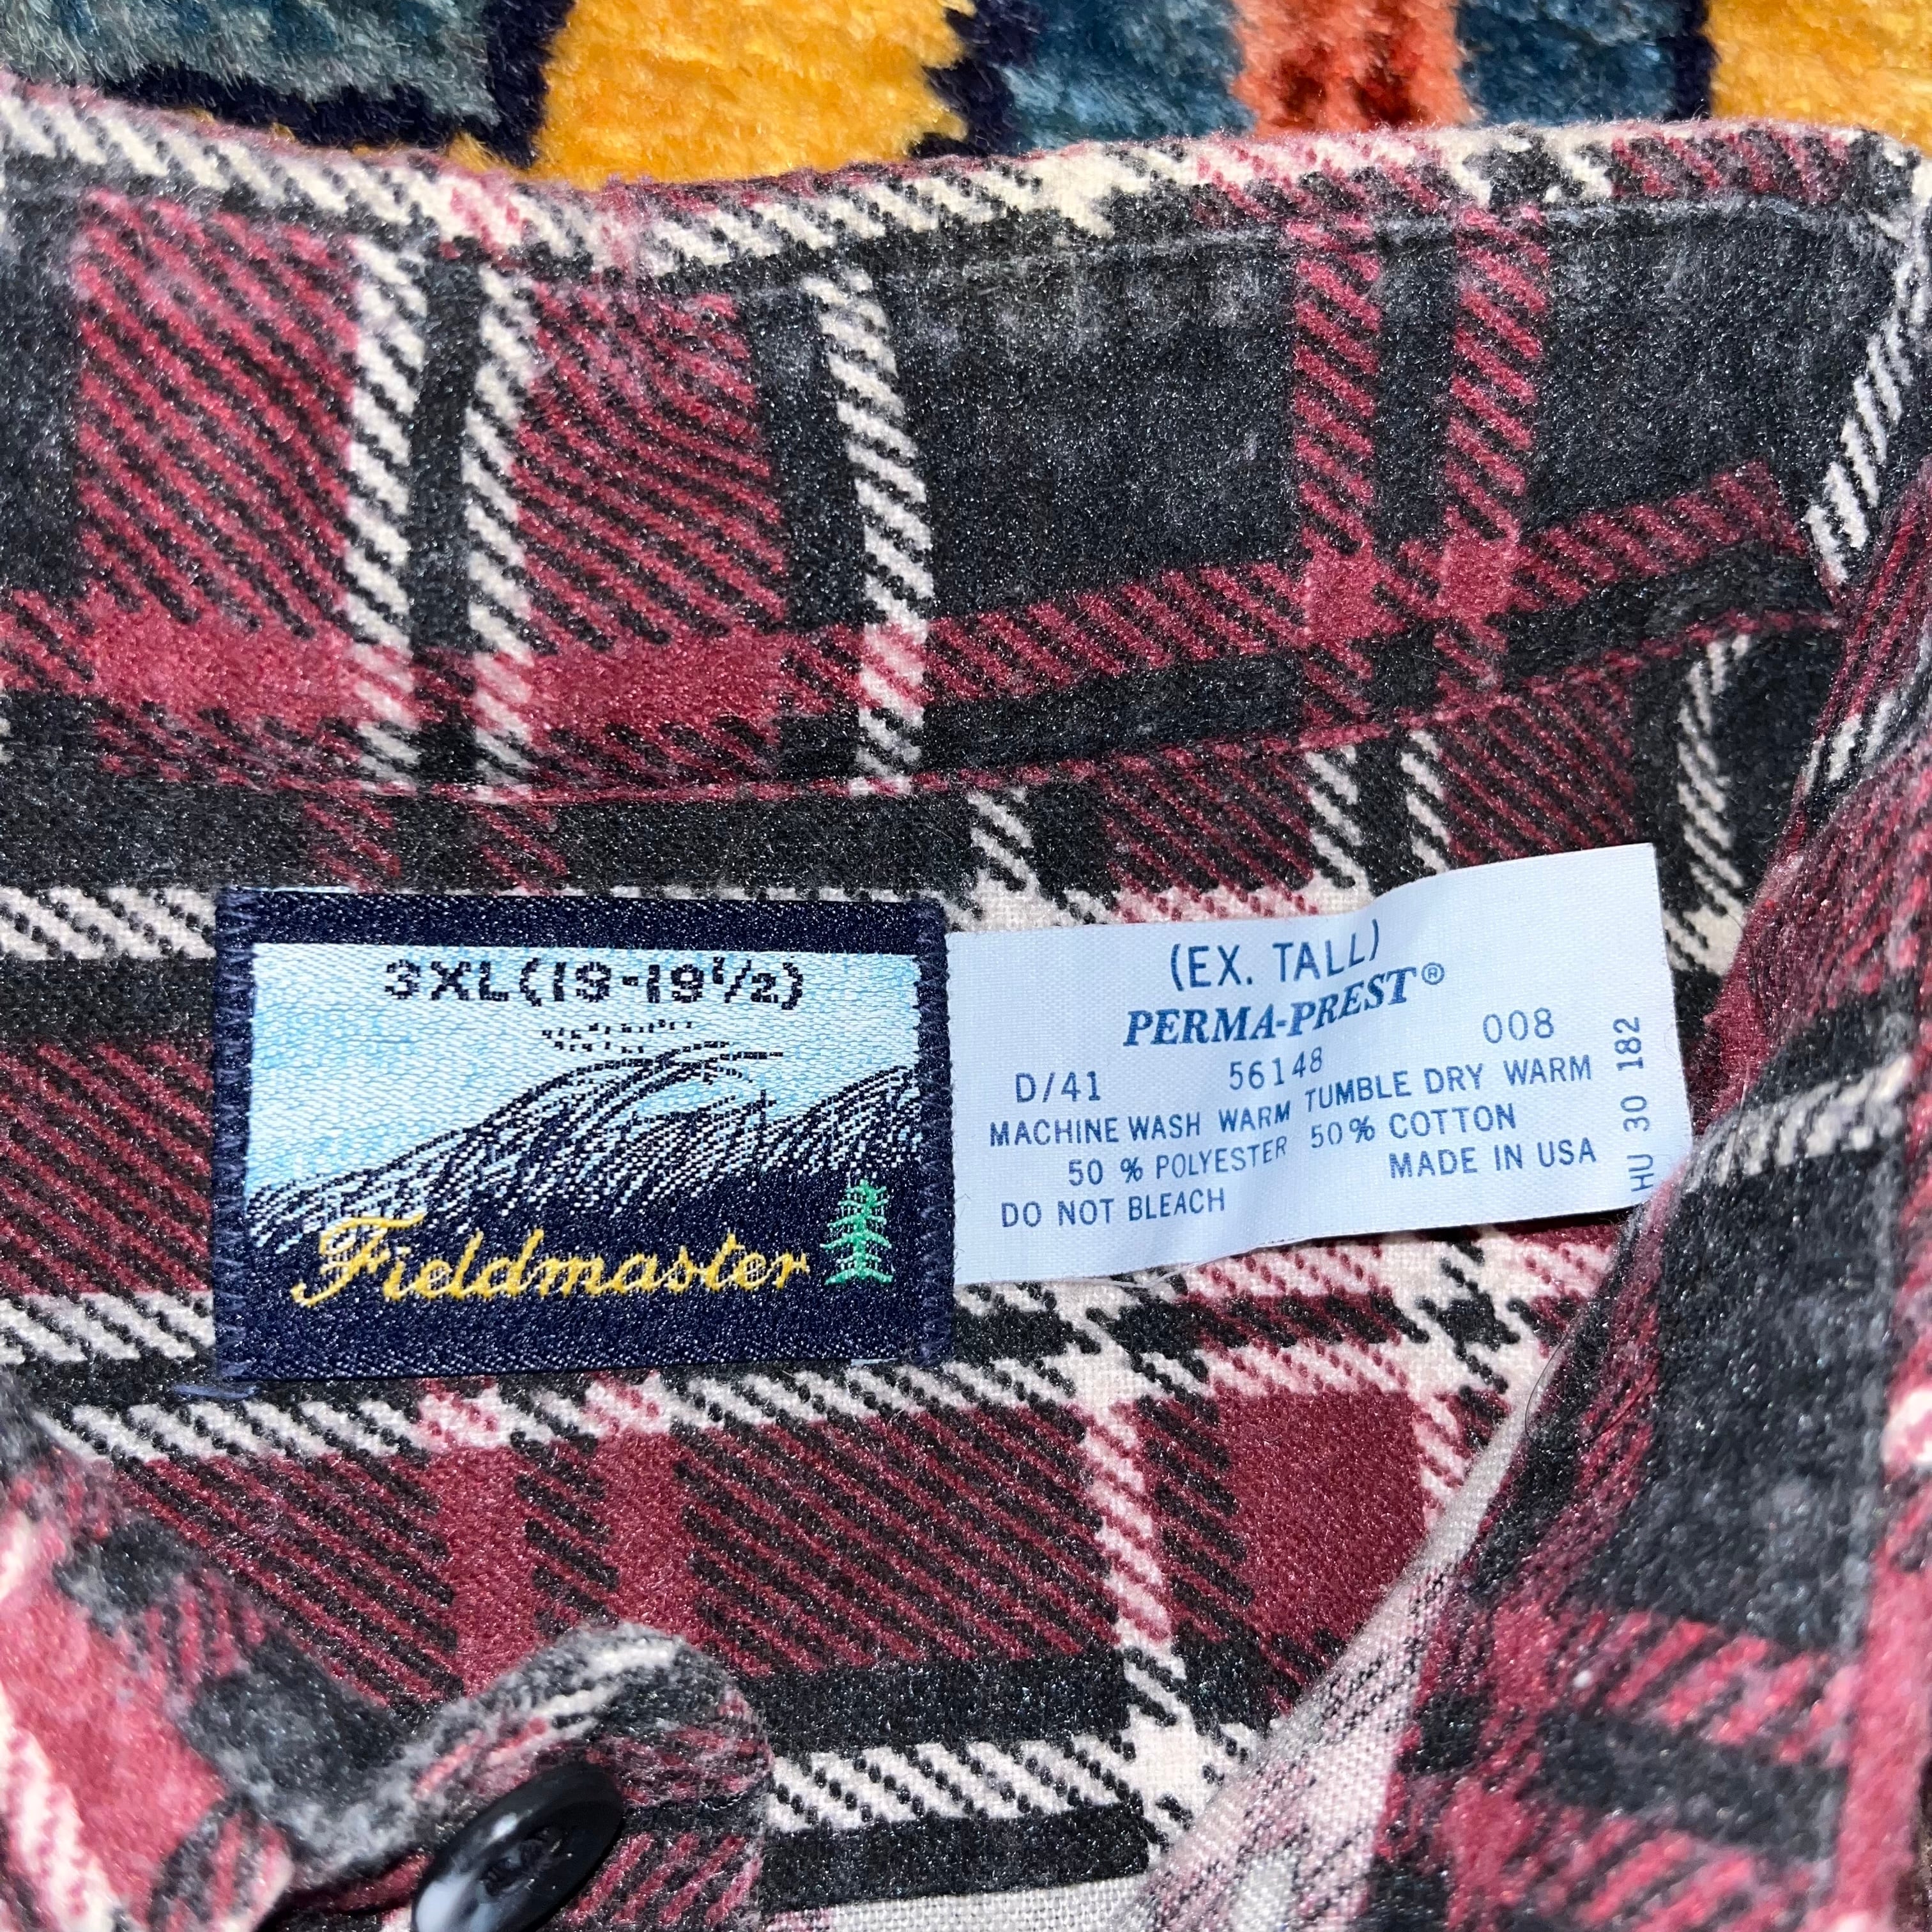 3XL(19-19½)
Fieldmaster
(EX. TALL)
PERMA-PREST®
008
D/41 56148
MACHINE WASH WARM TUMBLE DRY WARM
50 % POLYESTER 50% COTTON
DO NOT BLEACH MADE IN USA
HU 30 182